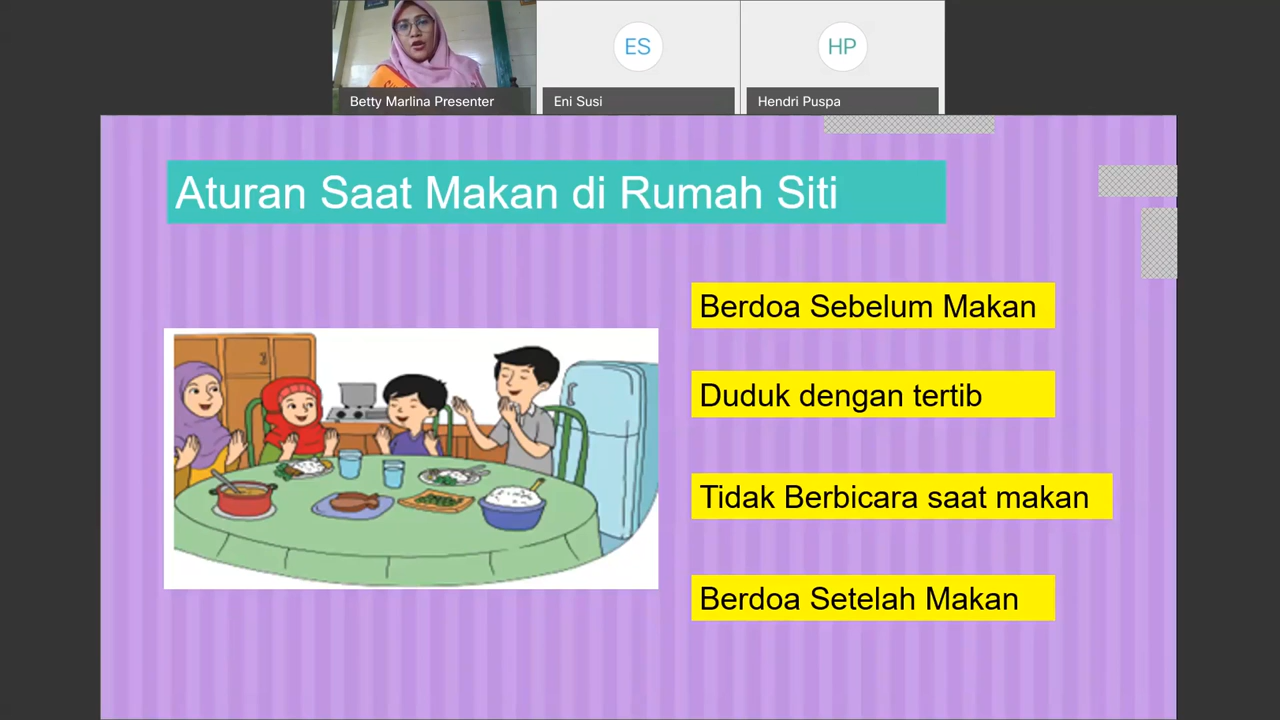 ES
HP
Betty Marlina Presenter
Eni Susi
Hendri Puspa
Aturan Saat Makan di Rumah Siti
Berdoa Sebelum Makan
Duduk dengan tertib
Tidak Berbicara saat makan
Berdoa Setelah Makan